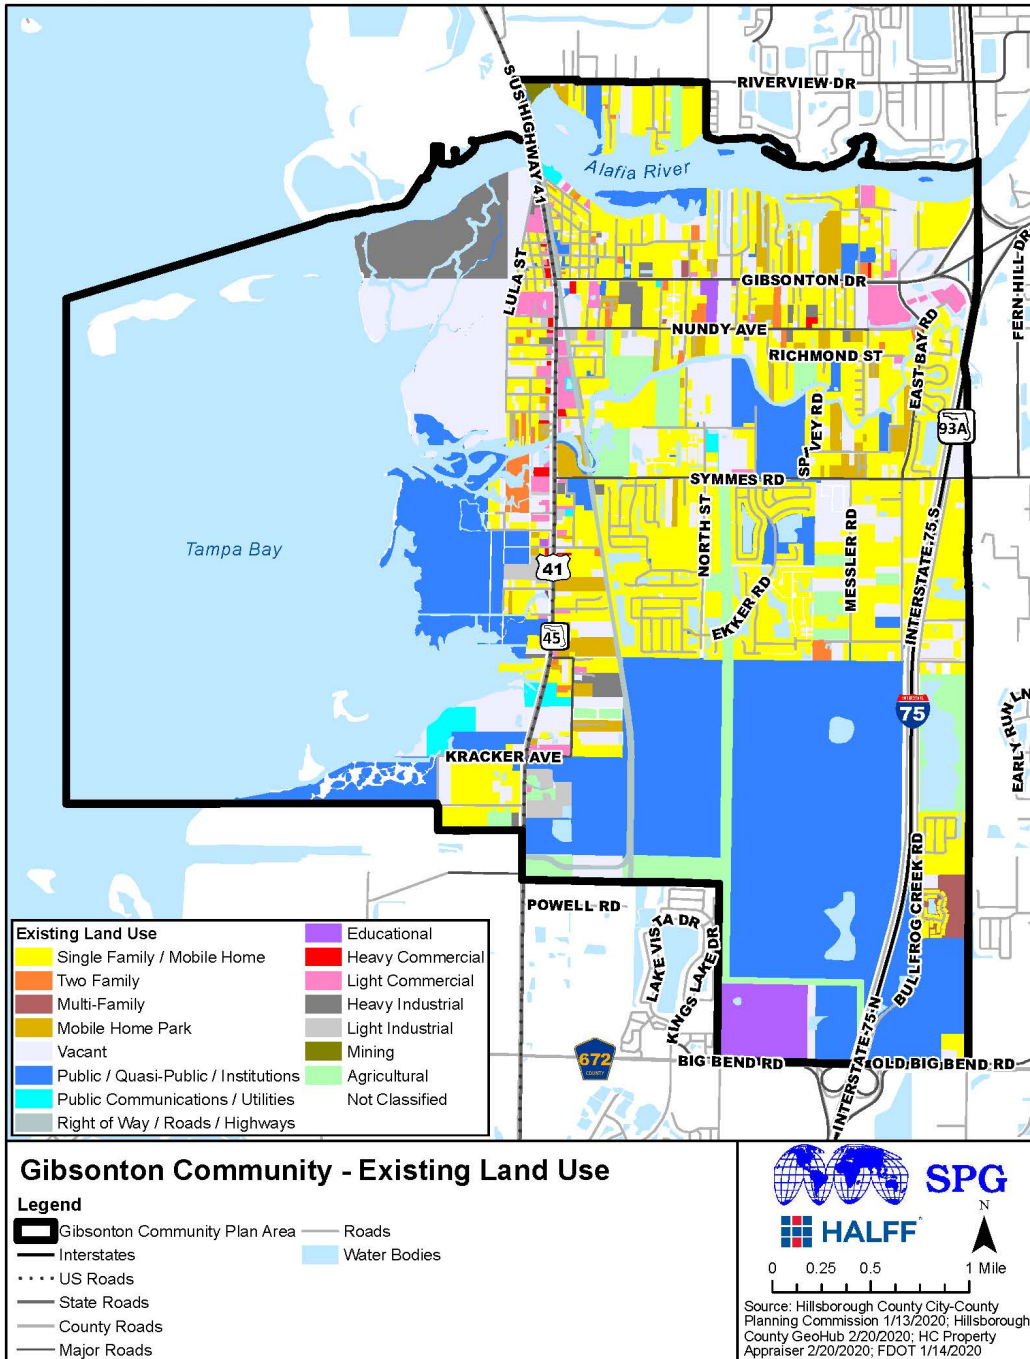 RIVERVIEW DR
S US HIGHWAY 41
Alafia River
FERN HILL DR
LULA ST
GIBSONTON DR
NUNDY AVE
RICHMOND ST
EAST BAY RD
93A
SPIVEY RD
SYMMES RD
NORTH ST
MESSLER RD
INTERSTATE 75 S
Tampa Bay
41
EKKER RD
45
INTERSTATE
75
EARLY RUN LN
KRACKER AVE
BULLFROG CREEK RD
POWELL RD
LAKE VISTA DR
KINGS LAKE DR
672
COUNTY
BIG BEND RD
INTERSTATE 75 N
OLD BIG BEND RD
Existing Land Use
Single Family / Mobile Home
Two Family
Multi-Family
Mobile Home Park
Vacant
Public / Quasi-Public / Institutions
Public Communications / Utilities
Right of Way / Roads / Highways
Educational
Heavy Commercial
Light Commercial
Heavy Industrial
Light Industrial
Mining
Agricultural
Not Classified
Gibsonton Community - Existing Land Use
Legend
Gibsonton Community Plan Area
Interstates
US Roads
State Roads
County Roads
Major Roads
Roads
Water Bodies
SPG
HALFF
N
0 0.25 0.5 1 Mile
Source: Hillsborough County City-County
Planning Commission 1/13/2020; Hillsborough
County GeoHub 2/20/2020; HC Property
Appraiser 2/20/2020; FDOT 1/14/2020